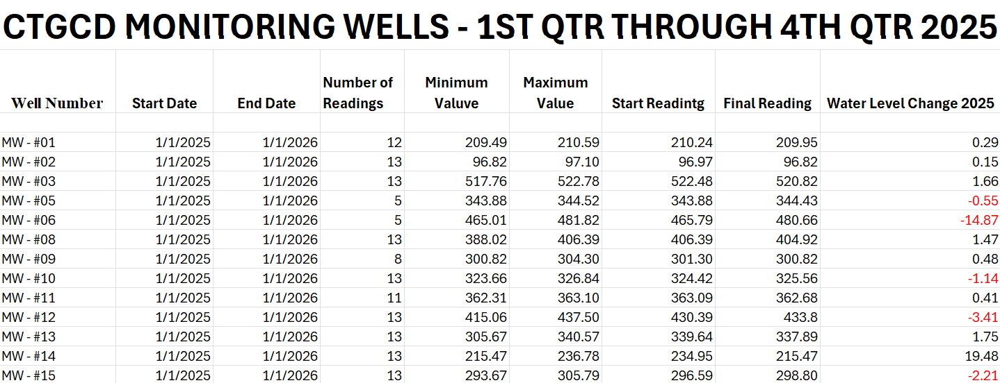 CTGCD MONITORING WELLS - 1ST QTR THROUGH 4TH QTR 2025
Well Number Start Date End Date Number of Readings Minimum Valuve Maximum Value Start Readintg Final Reading Water Level Change 2025
MW - #01 1/1/2025 1/1/2026 12 209.49 210.59 210.24 209.95 0.29
MW - #02 1/1/2025 1/1/2026 13 96.82 97.10 96.97 96.82 0.15
MW - #03 1/1/2025 1/1/2026 13 517.76 522.78 522.48 520.82 1.66
MW - #05 1/1/2025 1/1/2026 5 343.88 344.52 343.88 344.43 -0.55
MW - #06 1/1/2025 1/1/2026 5 465.01 481.82 465.79 480.66 -14.87
MW - #08 1/1/2025 1/1/2026 13 388.02 406.39 406.39 404.92 1.47
MW - #09 1/1/2025 1/1/2026 8 300.82 304.30 301.30 300.82 0.48
MW - #10 1/1/2025 1/1/2026 13 323.66 326.84 324.42 325.56 -1.14
MW - #11 1/1/2025 1/1/2026 11 362.31 363.10 363.09 362.68 0.41
MW - #12 1/1/2025 1/1/2026 13 415.06 437.50 430.39 433.8 -3.41
MW - #13 1/1/2025 1/1/2026 13 305.67 340.57 339.64 337.89 1.75
MW - #14 1/1/2025 1/1/2026 13 215.47 236.78 234.95 215.47 19.48
MW - #15 1/1/2025 1/1/2026 13 293.67 305.79 296.59 298.80 -2.21